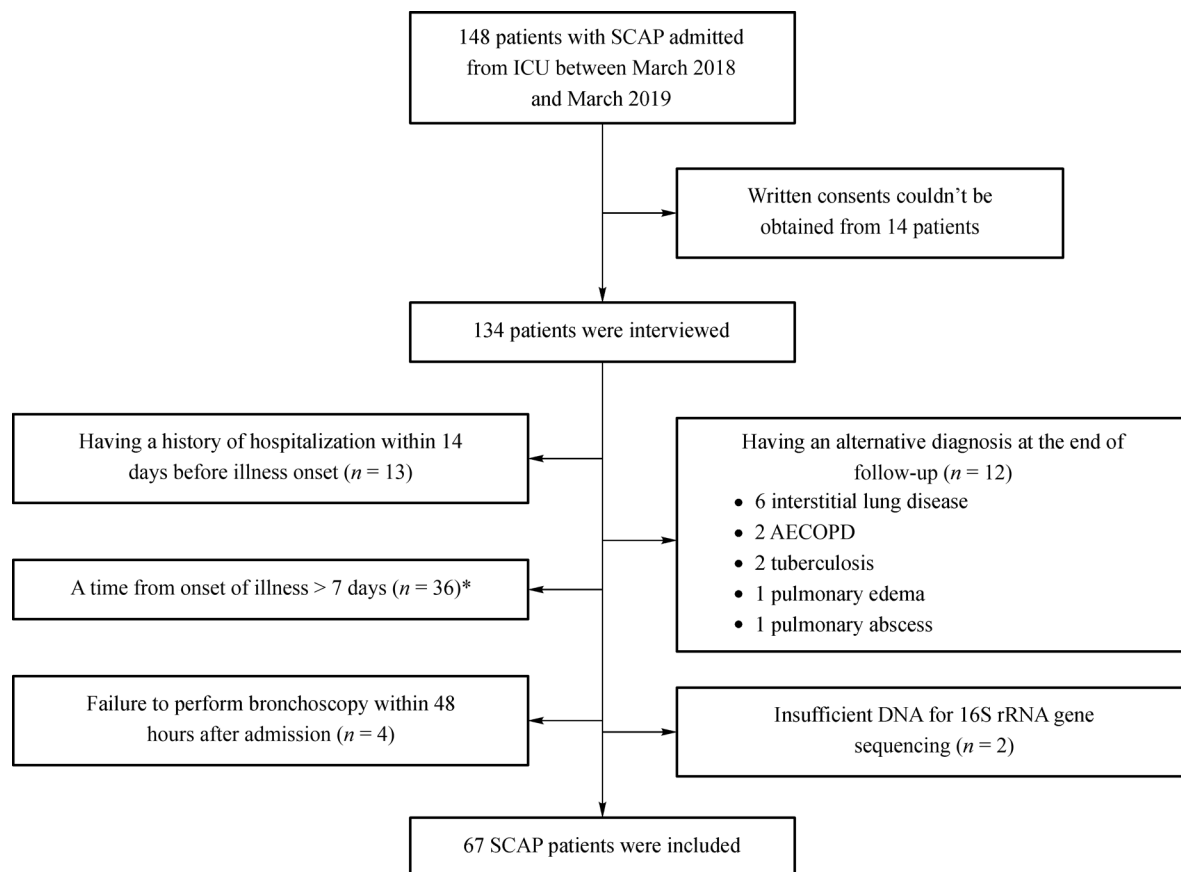 148 patients with SCAP admitted
from ICU between March 2018
and March 2019
Written consents couldn’t be
obtained from 14 patients
134 patients were interviewed
Having a history of hospitalization within 14
days before illness onset (n = 13)
Having an alternative diagnosis at the end of
follow-up (n = 12)
• 6 interstitial lung disease
• 2 AECOPD
• 2 tuberculosis
• 1 pulmonary edema
• 1 pulmonary abscess
A time from onset of illness > 7 days (n = 36)*
Failure to perform bronchoscopy within 48
hours after admission (n = 4)
Insufficient DNA for 16S rRNA gene
sequencing (n = 2)
67 SCAP patients were included